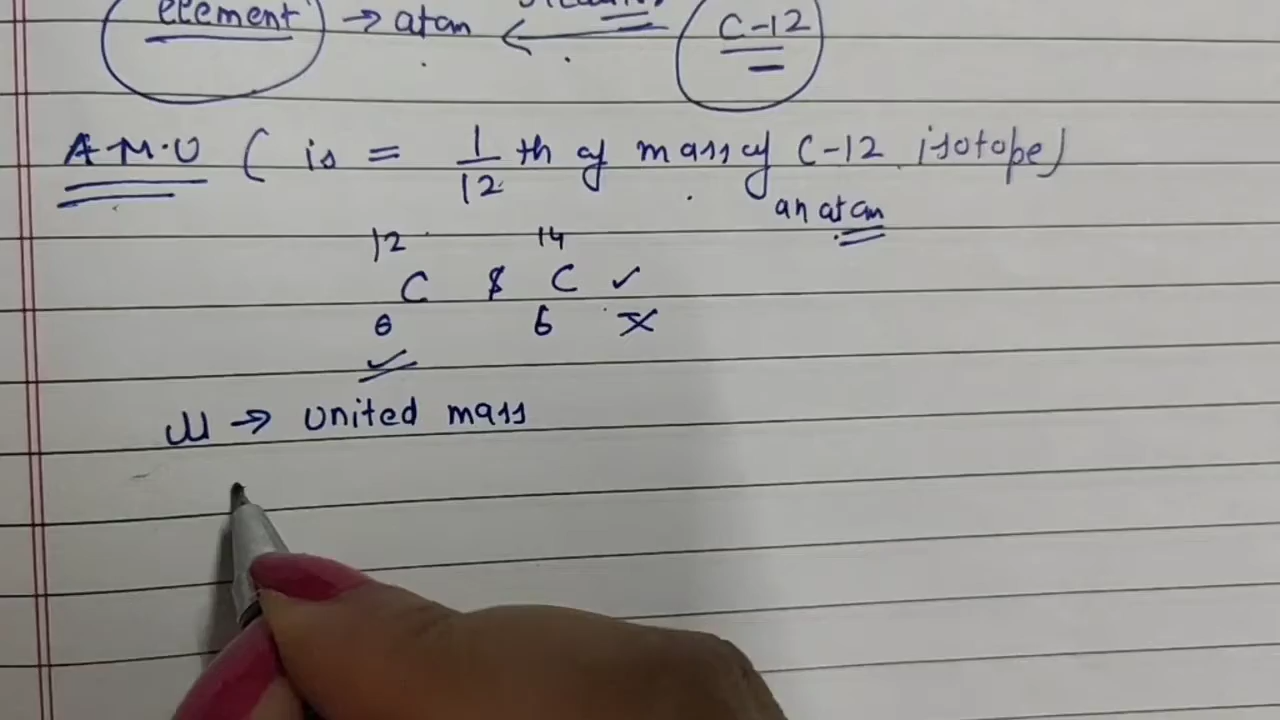 element → atom ← C-12
A.M.U ( is = 1/12 th of mass of C-12 isotope)
an atom
12 14
C $ C ✓
6 6 ✗
u → united mass